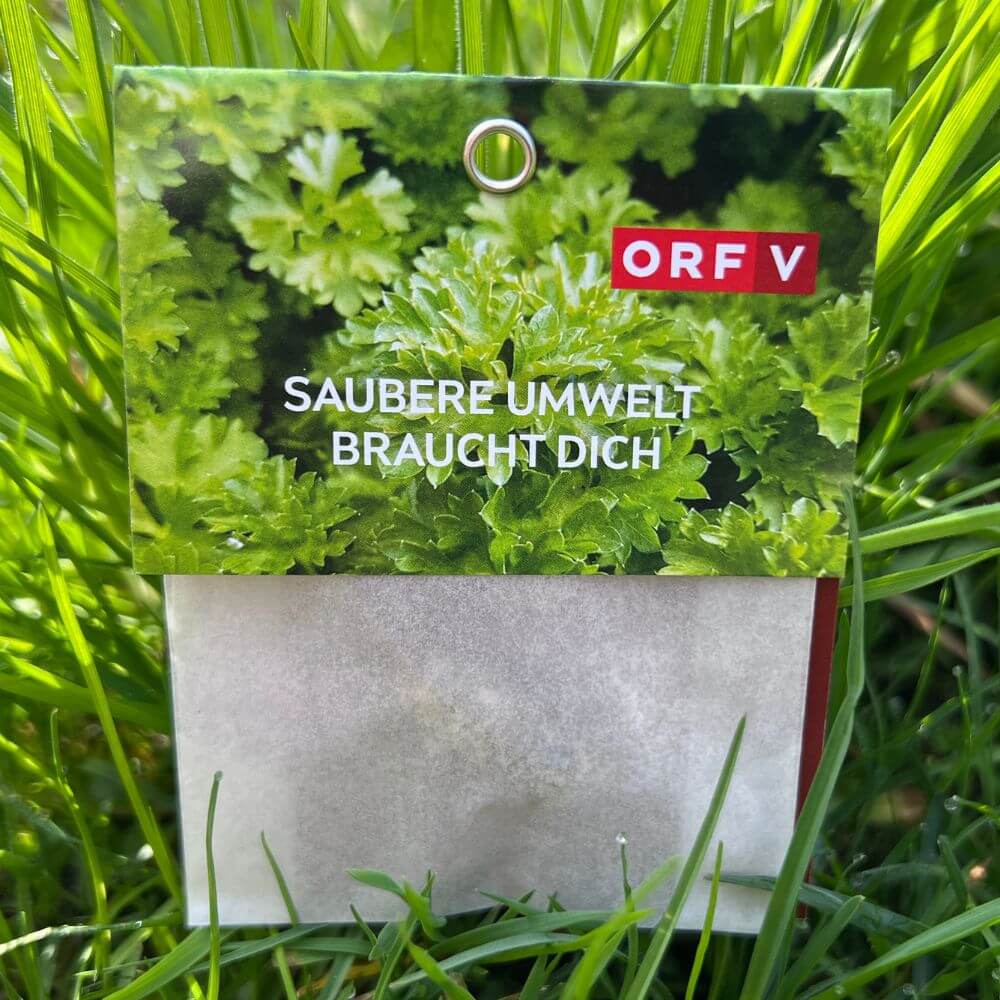 ORF V
SAUBERE UMWELT
BRAUCHT DICH